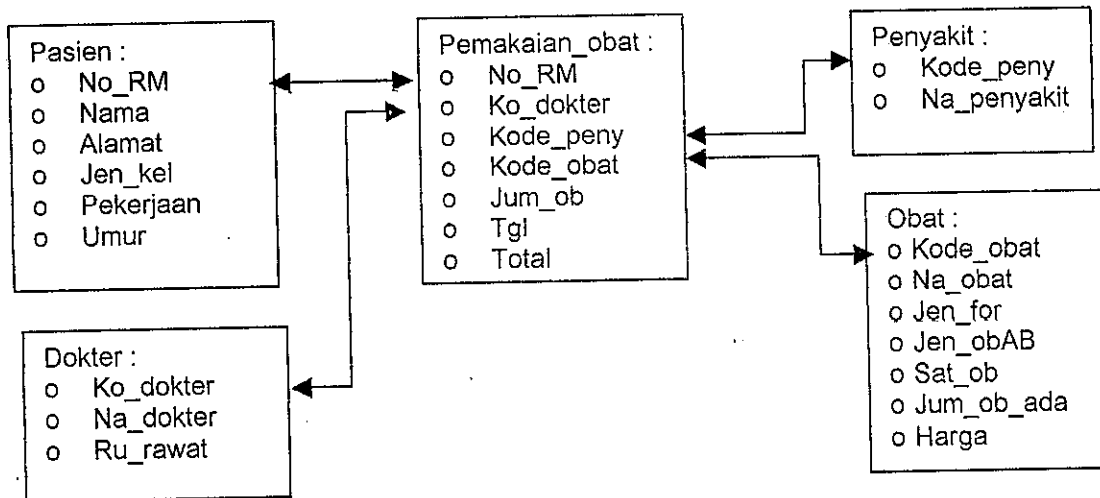 Pasien :
o No_RM
o Nama
o Alamat
o Jen_kel
o Pekerjaan
o Umur
Pemakaian_obat :
o No_RM
o Ko_dokter
o Kode_peny
o Kode_obat
o Jum_ob
o Tgl
o Total
Penyakit :
o Kode_peny
o Na_penyakit
Obat :
o Kode_obat
o Na_obat
o Jen_for
o Jen_obAB
o Sat_ob
o Jum_ob_ada
o Harga
Dokter :
o Ko_dokter
o Na_dokter
o Ru_rawat